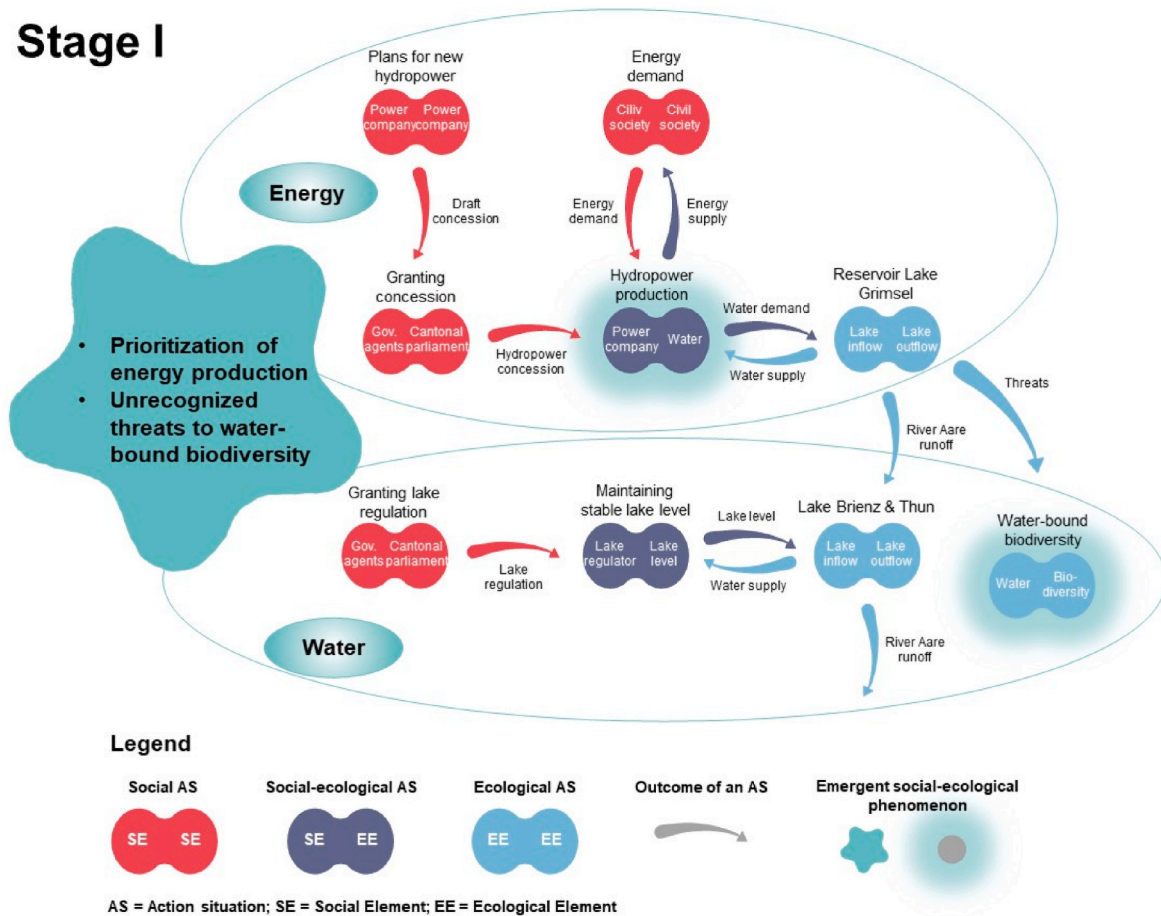 Stage I
Plans for new
hydropower
Power Power
company company
Energy
demand
Ciliv Civil
society society
Energy
Draft
concession
Energy
demand
Energy
supply
Granting
concession
Gov. Cantonal
agents parliament
Hydropower
concession
Hydropower
production
Power
company Water
Water demand
Water supply
Reservoir Lake
Grimsel
Lake Lake
inflow outflow
• Prioritization of
energy production
• Unrecognized
threats to water-
bound biodiversity
Threats
River Aare
runoff
Granting lake
regulation
Gov. Cantonal
agents parliament
Lake
regulation
Maintaining
stable lake level
Lake Lake
regulator level
Lake level
Water supply
Lake Brienz & Thun
Lake Lake
inflow outflow
Water-bound
biodiversity
Water Bio-
diversity
Water
River Aare
runoff
Legend
Social AS
SE SE
Social-ecological AS
SE EE
Ecological AS
EE EE
Outcome of an AS
Emergent social-ecological
phenomenon
AS = Action situation; SE = Social Element; EE = Ecological Element